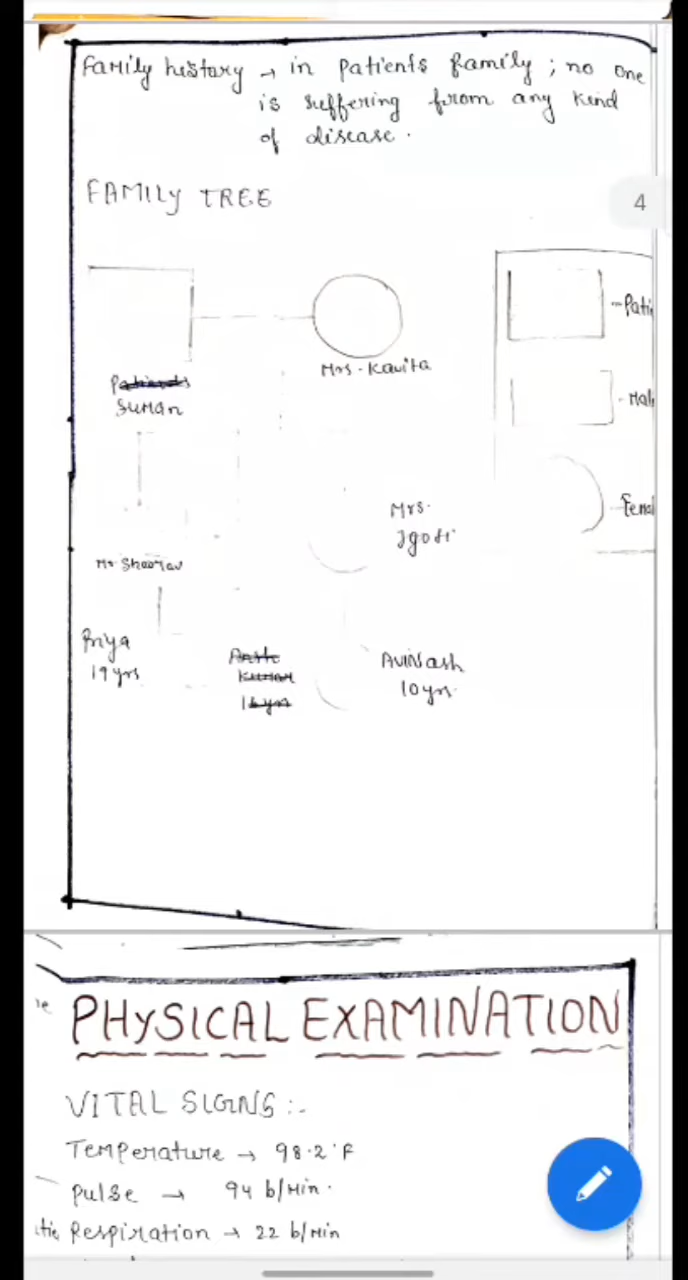 Family history → in patients family ; no one
is suffering from any kind
of disease .
FAMILY TREE
4
Mrs. Kavita
SUMAN
Mrs.
Jyoti
Priya
19 yrs
Avinash
10 yrs.
PHYSICAL EXAMINATION
VITAL SIGNS :-
Temperature → 98.2°F
Pulse → 94 b/Min.
Respiration → 22 b/Min